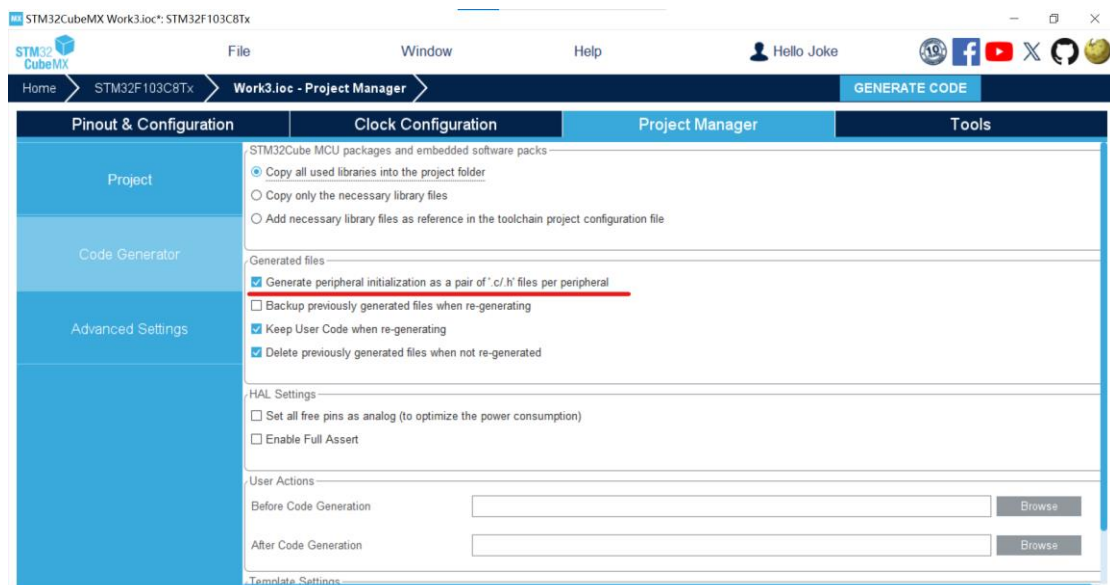 MX STM32CubeMX Work3.ioc*: STM32F103C8Tx
STM32 CubeMX
File Window Help Hello Joke
Home STM32F103C8Tx Work3.ioc - Project Manager GENERATE CODE
Pinout & Configuration Clock Configuration Project Manager Tools
Project
Code Generator
Advanced Settings
STM32Cube MCU packages and embedded software packs
Copy all used libraries into the project folder
Copy only the necessary library files
Add necessary library files as reference in the toolchain project configuration file
Generated files
Generate peripheral initialization as a pair of '.c/.h' files per peripheral
Backup previously generated files when re-generating
Keep User Code when re-generating
Delete previously generated files when not re-generated
HAL Settings
Set all free pins as analog (to optimize the power consumption)
Enable Full Assert
User Actions
Before Code Generation Browse
After Code Generation Browse
Template Settings